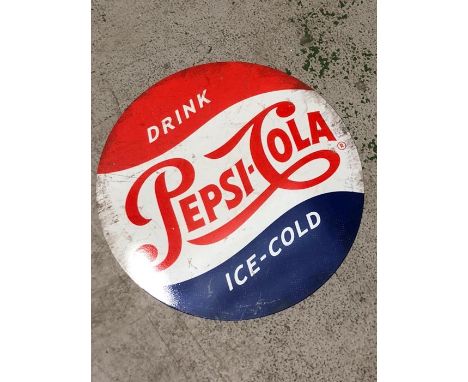 DRINK
PEPSI-COLA
®
ICE-COLD